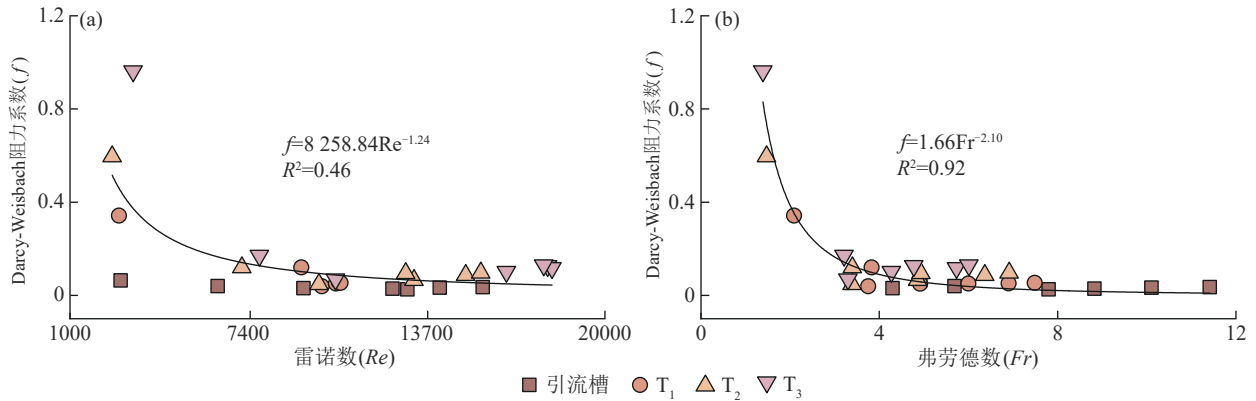 (a)
1.2
0.8
0.4
0
Darcy-Weisbach阻力系数(f)
f=8 258.84Re^{−1.24}
R²=0.46
1000
7400
13700
20000
雷诺数(Re)
(b)
1.2
0.8
0.4
0
Darcy-Weisbach阻力系数(f)
f=1.66Fr^{−2.10}
R²=0.92
0
4
8
12
弗劳德数(Fr)
引流槽 T₁ T₂ T₃